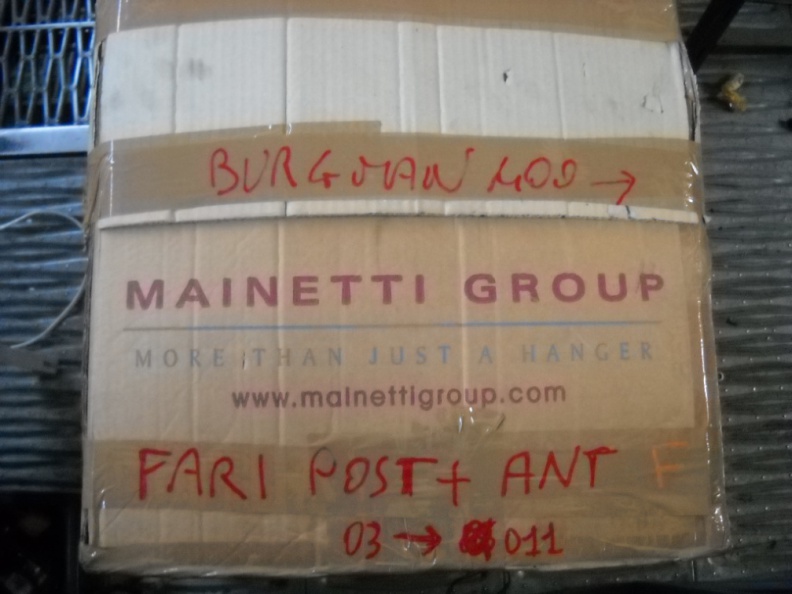 BURGMAN 400 →
MAINETTI GROUP
MORE THAN JUST A HANGER
www.mainettigroup.com
FARI POST + ANT F
03 → 011